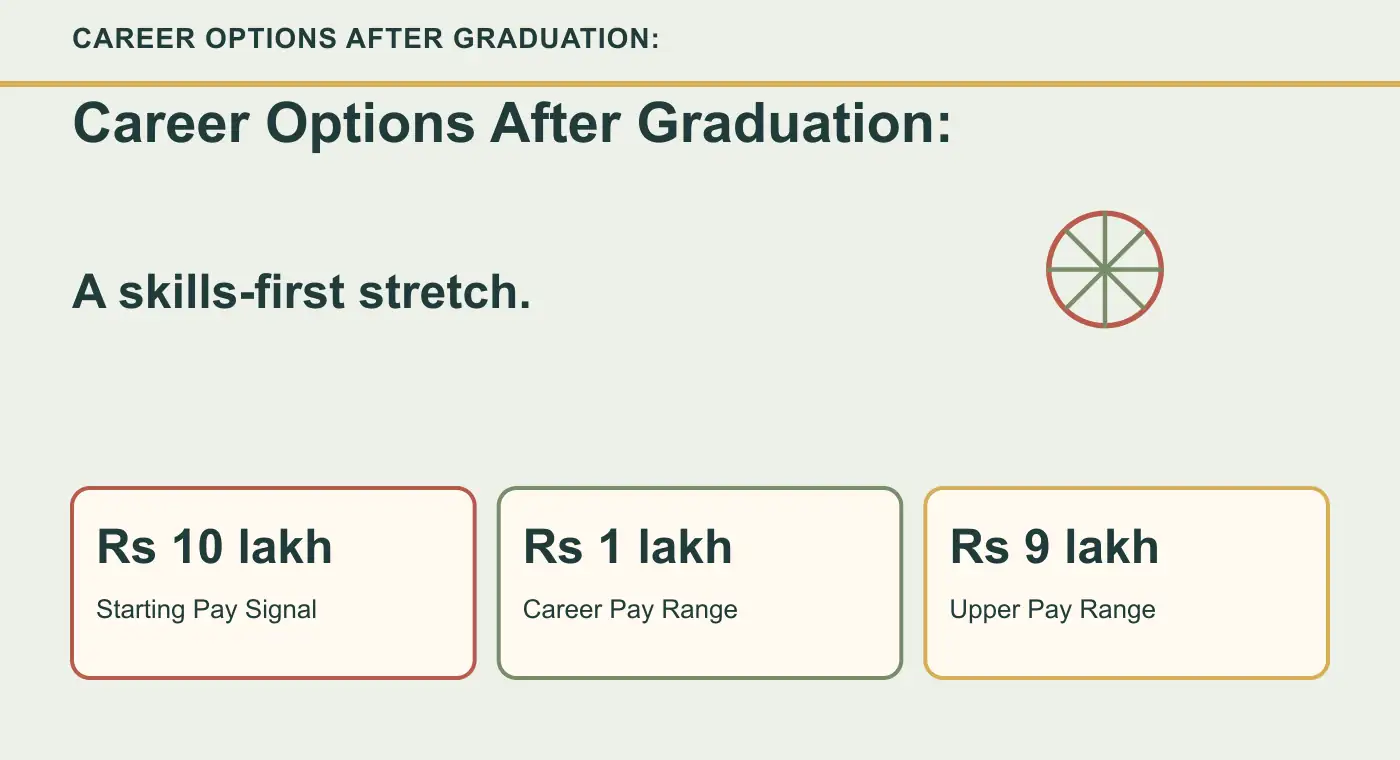 CAREER OPTIONS AFTER GRADUATION:
Career Options After Graduation:
A skills-first stretch.
Rs 10 lakh
Starting Pay Signal
Rs 1 lakh
Career Pay Range
Rs 9 lakh
Upper Pay Range